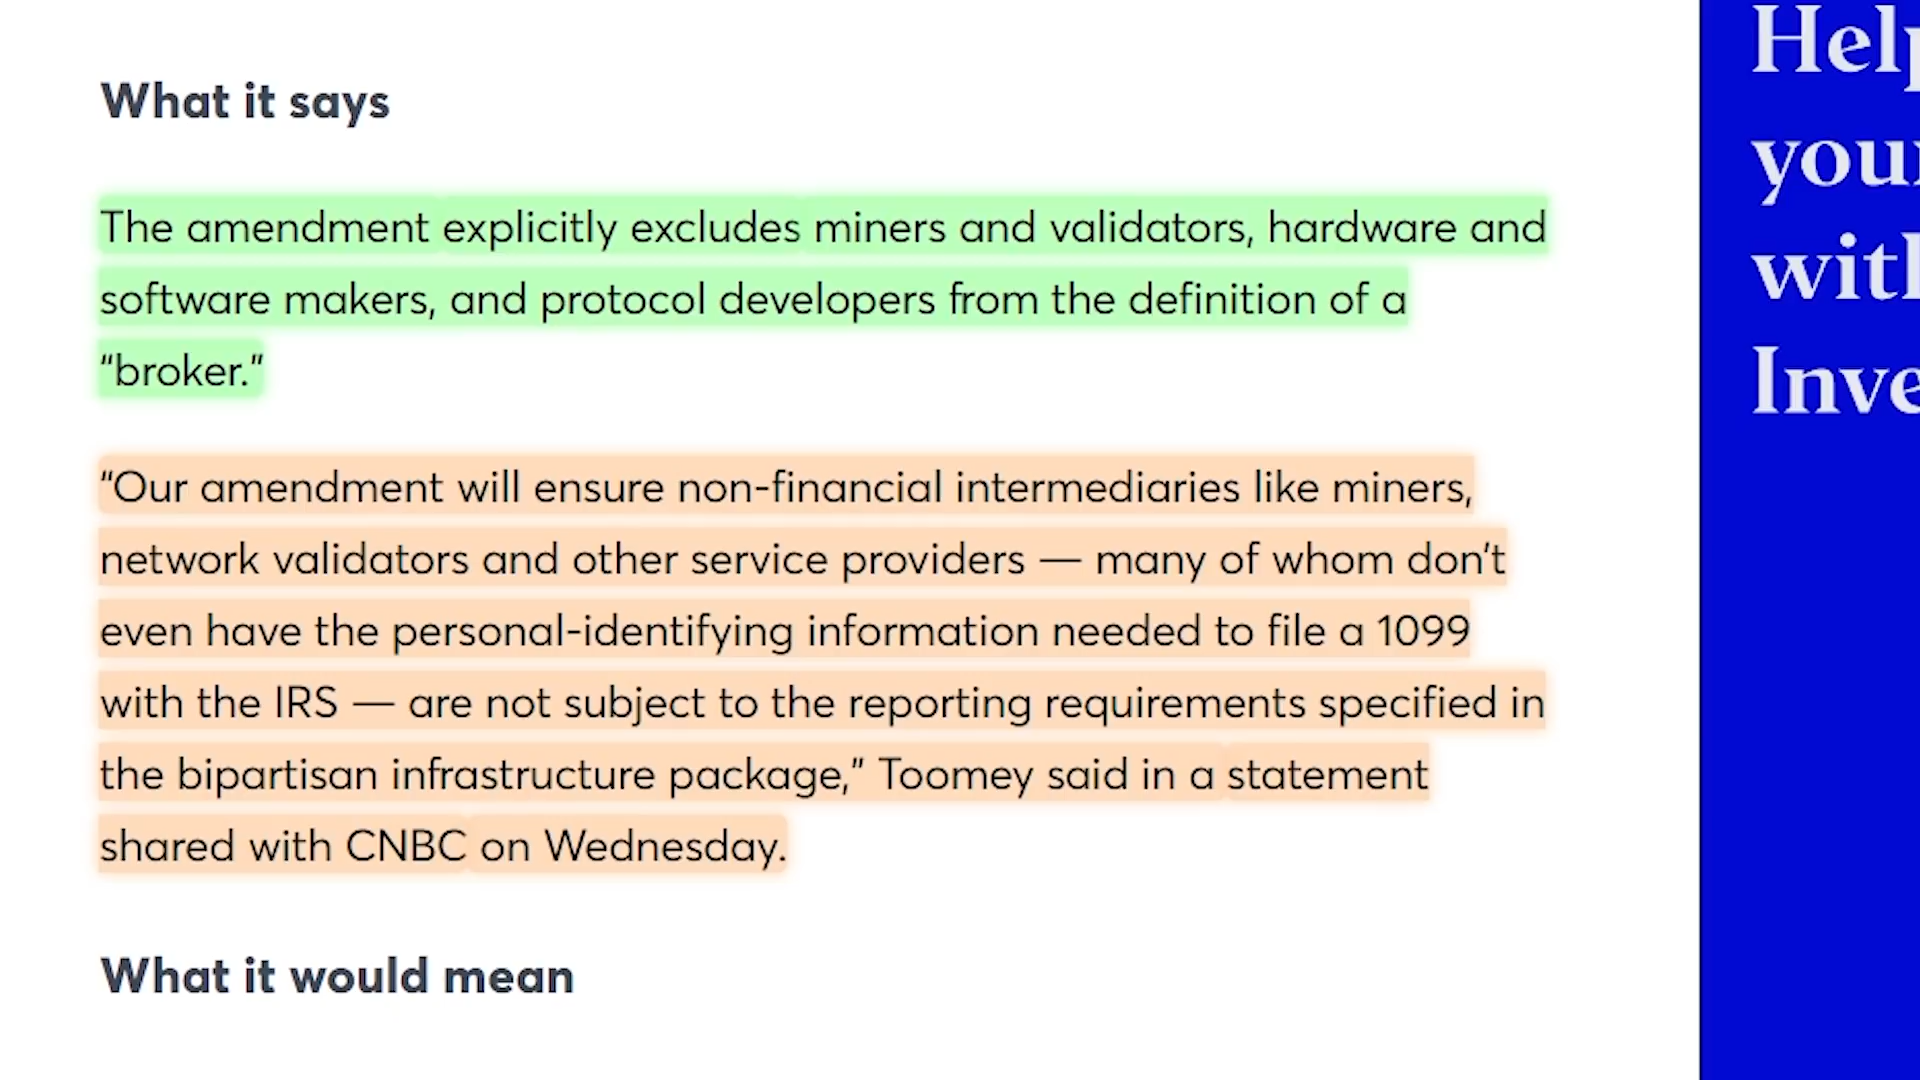 What it says
The amendment explicitly excludes miners and validators, hardware and
software makers, and protocol developers from the definition of a
“broker.”
“Our amendment will ensure non-financial intermediaries like miners,
network validators and other service providers — many of whom don’t
even have the personal-identifying information needed to file a 1099
with the IRS — are not subject to the reporting requirements specified in
the bipartisan infrastructure package,” Toomey said in a statement
shared with CNBC on Wednesday.
What it would mean